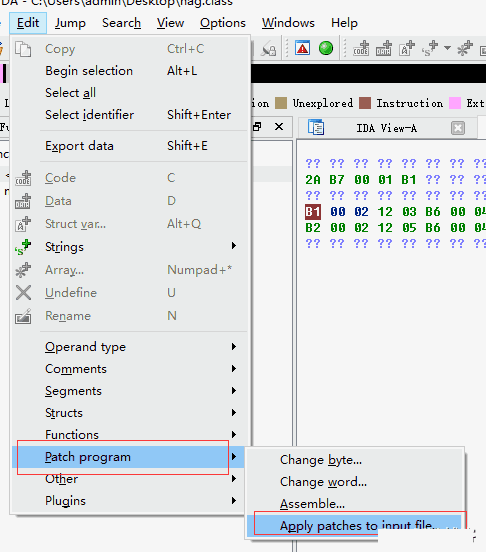 IDA - C:\Users\admin\Desktop\nag.class
Edit Jump Search View Options Windows Help
Copy Ctrl+C
Begin selection Alt+L
Select all
Select identifier Shift+Enter
Export data Shift+E
Code C
Data D
Struct var... Alt+Q
Strings
Array... Numpad+*
Undefine U
Rename N
Operand type
Comments
Segments
Structs
Functions
Patch program
Other
Plugins
Change byte...
Change word...
Assemble...
Apply patches to input file...
Unexplored Instruction Ext
IDA View-A
?? ?? ?? ?? ?? ?? ?? ??
2A B7 00 01 B1 ?? ?? ??
B1 00 02 12 03 B6 00 04
B2 00 02 12 05 B6 00 04
?? ?? ?? ?? ?? ?? ?? ??